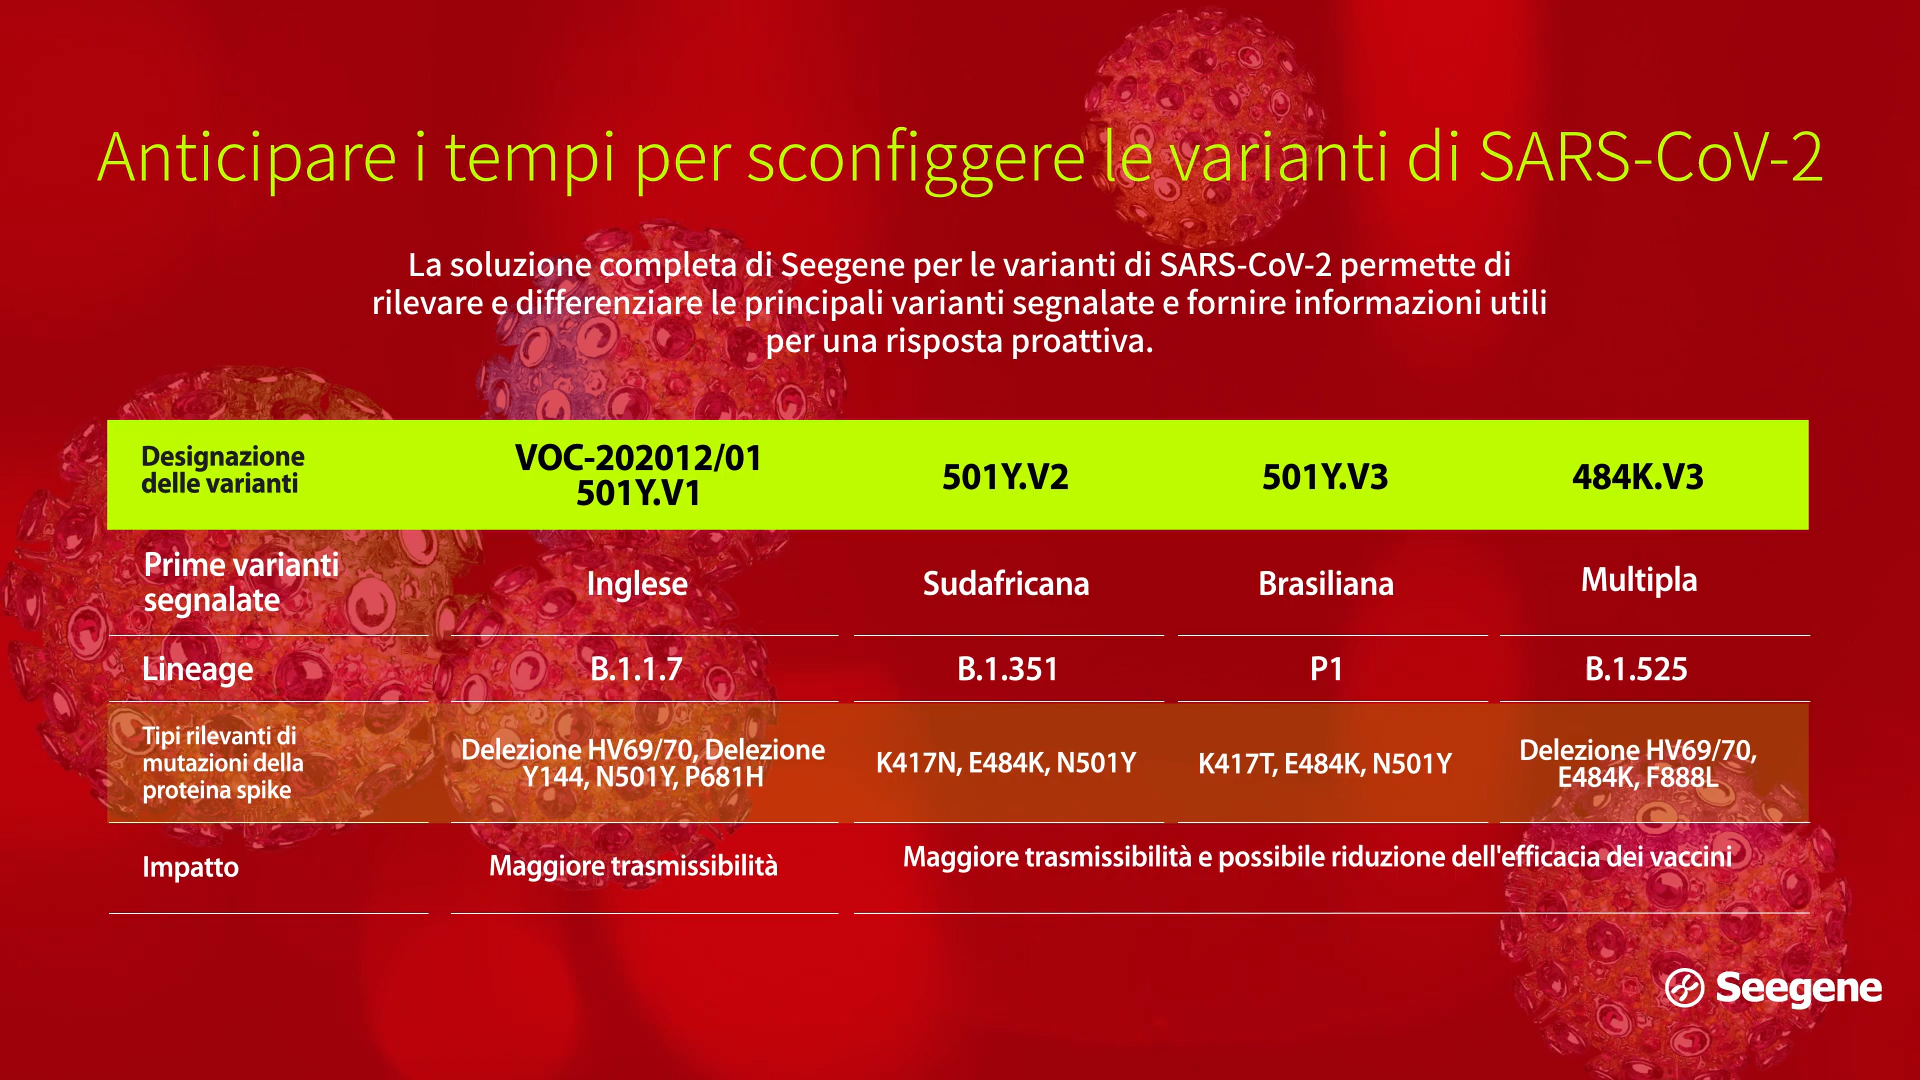 Anticipare i tempi per sconfiggere le varianti di SARS-CoV-2
La soluzione completa di Seegene per le varianti di SARS-CoV-2 permette di
rilevare e differenziare le principali varianti segnalate e fornire informazioni utili
per una risposta proattiva.
Designazione
delle varianti
VOC-202012/01
501Y.V1
501Y.V2
501Y.V3
484K.V3
Prime varianti
segnalate
Inglese
Sudafricana
Brasiliana
Multipla
Lineage
B.1.1.7
B.1.351
P1
B.1.525
Tipi rilevanti di
mutazioni della
proteina spike
Delezione HV69/70, Delezione
Y144, N501Y, P681H
K417N, E484K, N501Y
K417T, E484K, N501Y
Delezione HV69/70,
E484K, F888L
Impatto
Maggiore trasmissibilità
Maggiore trasmissibilità e possibile riduzione dell'efficacia dei vaccini
Seegene